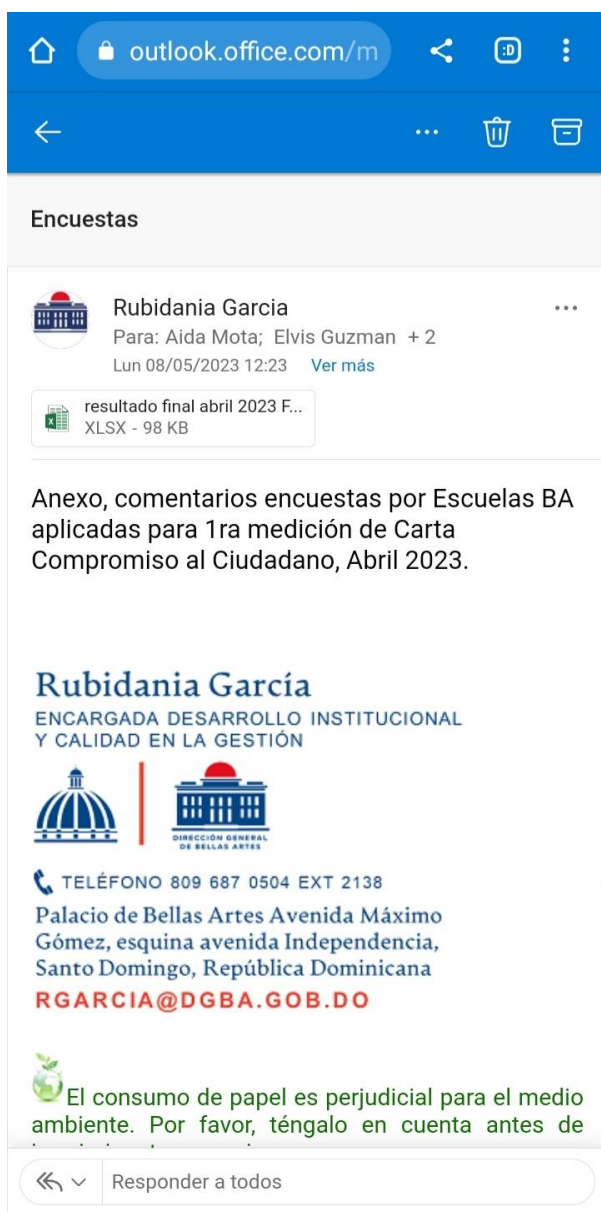 outlook.office.com/m
:D
Encuestas
Rubidania Garcia
Para: Aida Mota; Elvis Guzman + 2
Lun 08/05/2023 12:23 Ver más
resultado final abril 2023 F...
XLSX - 98 KB
Anexo, comentarios encuestas por Escuelas BA
aplicadas para 1ra medición de Carta
Compromiso al Ciudadano, Abril 2023.
Rubidania García
ENCARGADA DESARROLLO INSTITUCIONAL
Y CALIDAD EN LA GESTIÓN
DIRECCIÓN GENERAL
DE BELLAS ARTES
TELÉFONO 809 687 0504 EXT 2138
Palacio de Bellas Artes Avenida Máximo
Gómez, esquina avenida Independencia,
Santo Domingo, República Dominicana
RGARCIA@DGBA.GOB.DO
El consumo de papel es perjudicial para el medio
ambiente. Por favor, téngalo en cuenta antes de
Responder a todos